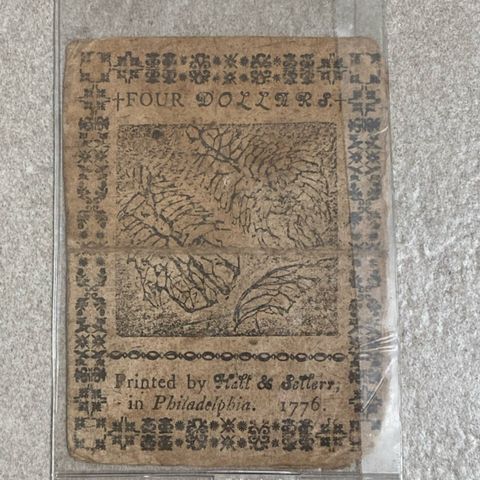 FOUR DOLLARS.
Printed by Hall & Sellers;
in Philadelphia. 1776.